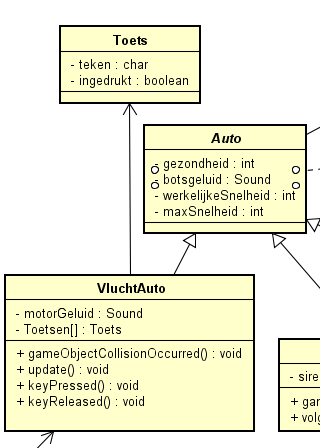 Toets
- teken : char
- ingedrukt : boolean
Auto
- gezondheid : int
- botsgeluid : Sound
- werkelijkeSnelheid : int
- maxSnelheid : int
VluchtAuto
- motorGeluid : Sound
- Toetsen[] : Toets
+ gameObjectCollisionOccurred() : void
+ update() : void
+ keyPressed() : void
+ keyReleased() : void
- sire
+ gar
+ volg